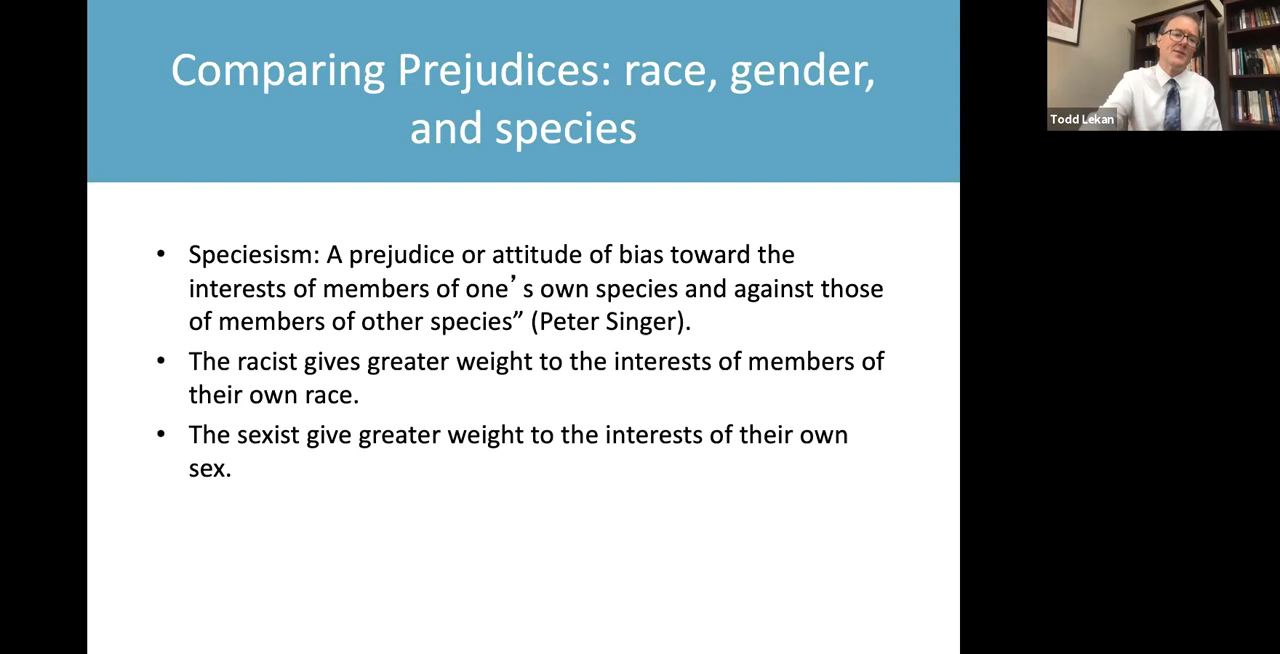 Comparing Prejudices: race, gender,
and species
• Speciesism: A prejudice or attitude of bias toward the
interests of members of one’ s own species and against those
of members of other species” (Peter Singer).
• The racist gives greater weight to the interests of members of
their own race.
• The sexist give greater weight to the interests of their own
sex.
Todd Lekan